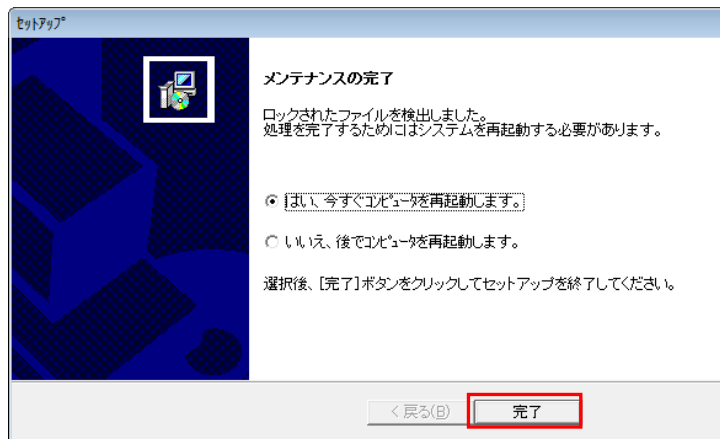 ｾｯﾄｱｯﾌﾟ
メンテナンスの完了
ロックされたファイルを検出しました。
処理を完了するためにはシステムを再起動する必要があります。
はい、今すぐｺﾝﾋﾟｭｰﾀを再起動します。
いいえ、後でｺﾝﾋﾟｭｰﾀを再起動します。
選択後、[完了]ボタンをクリックしてセットアップを終了してください。
< 戻る(B)
完了